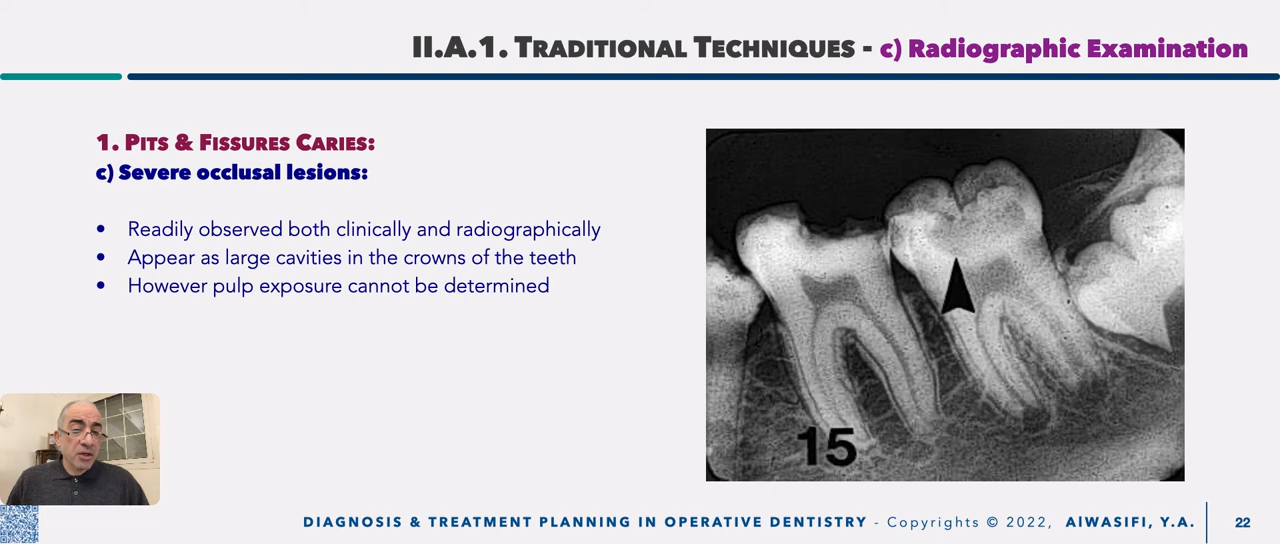 II.A.1. TRADITIONAL TECHNIQUES - c) Radiographic Examination
1. PITS & FISSURES CARIES:
c) Severe occlusal lesions:
• Readily observed both clinically and radiographically
• Appear as large cavities in the crowns of the teeth
• However pulp exposure cannot be determined
15
DIAGNOSIS & TREATMENT PLANNING IN OPERATIVE DENTISTRY - Copyrights © 2022, AlWASIFI, Y.A. 22